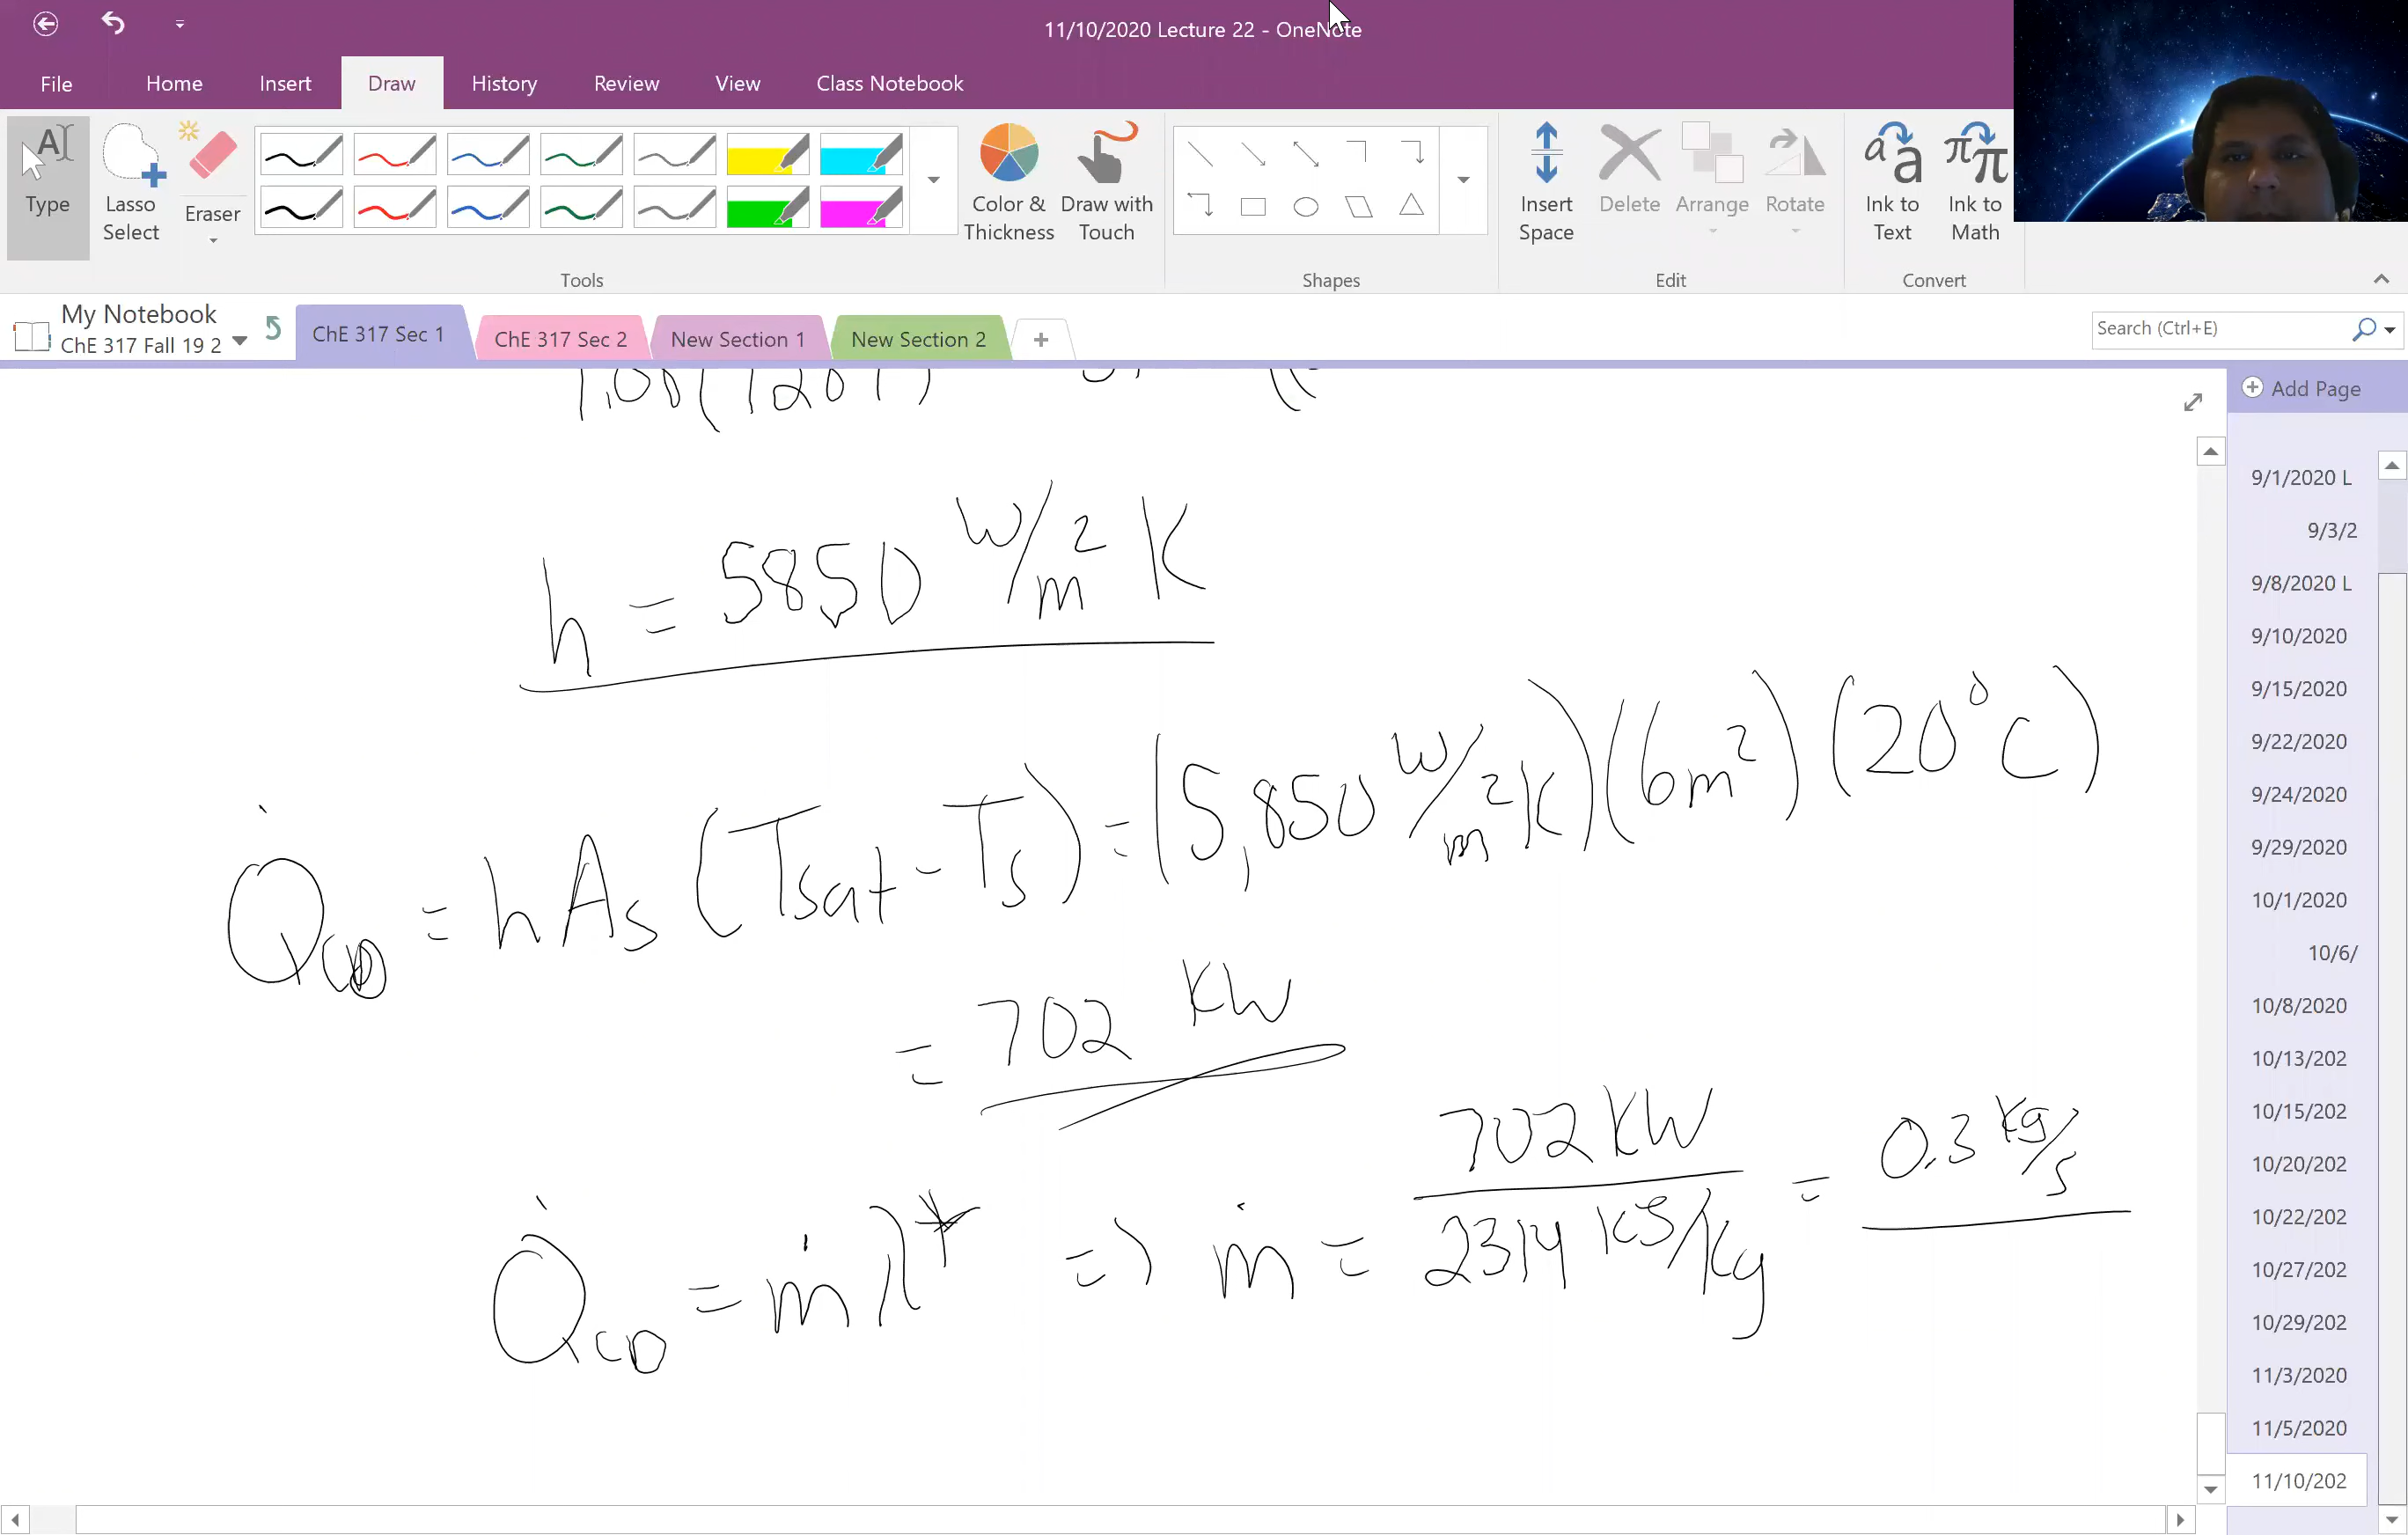 11/10/2020 Lecture 22 - OneNote
File Home Insert Draw History Review View Class Notebook
Type
Lasso Select
Eraser
Color & Thickness
Draw with Touch
Insert Space
Delete
Arrange
Rotate
Ink to Text
Ink to Math
Tools Shapes Edit Convert
My Notebook
ChE 317 Fall 19 2
ChE 317 Sec 1 ChE 317 Sec 2 New Section 1 New Section 2 +
Search (Ctrl+E)
Add Page
h = 5850 W/m² K
Q̇co = hAs (Tsat - Ts) = (5,850 W/m² K)(6m²)(20°C)
= 702 KW
Q̇co = ṁ λ* => ṁ = 702 KW / 2314 KJ/Kg = 0.3 Kg/s
9/1/2020 L
9/3/2
9/8/2020 L
9/10/2020
9/15/2020
9/22/2020
9/24/2020
9/29/2020
10/1/2020
10/6/
10/8/2020
10/13/202
10/15/202
10/20/202
10/22/202
10/27/202
10/29/202
11/3/2020
11/5/2020
11/10/202